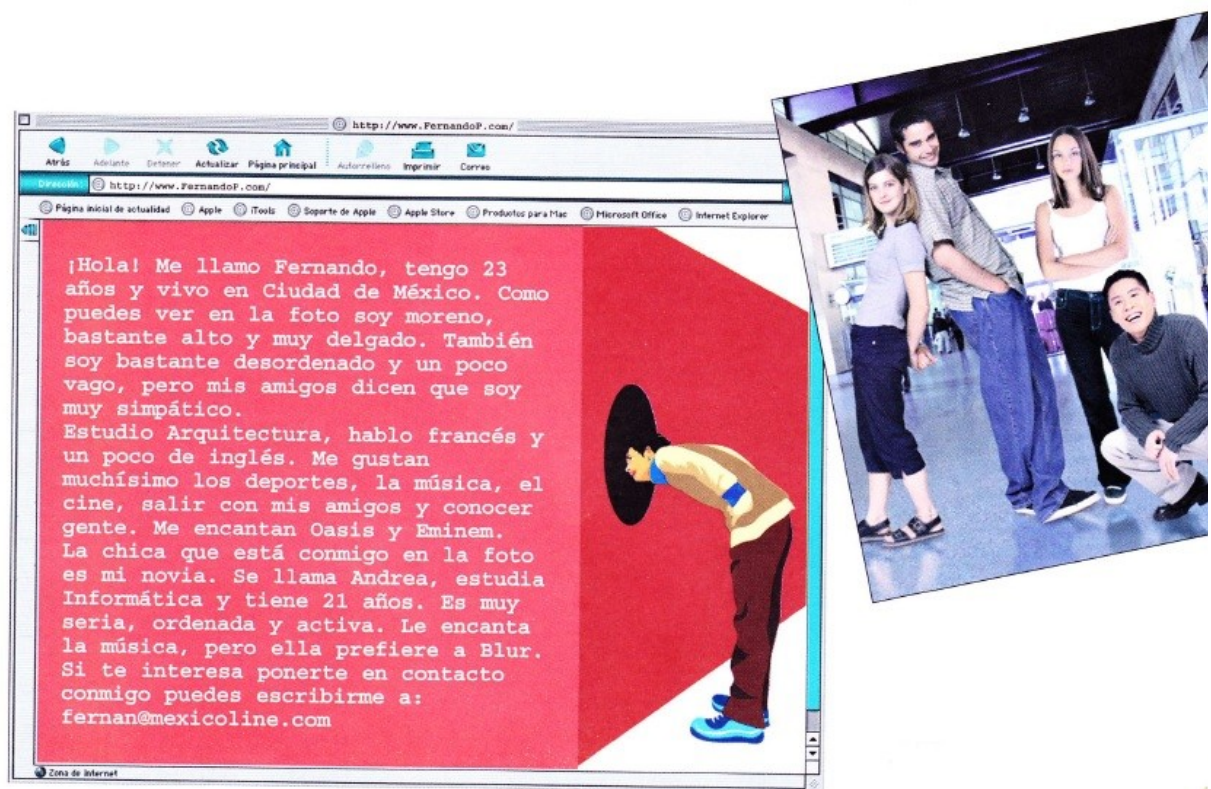 http://www.FernandoP.com/
Atrás Adelante Detener Actualizar Página principal Autorrelleno Imprimir Correo
Dirección: http://www.FernandoP.com/
Página inicial de actualidad Apple iTools Soporte de Apple Apple Store Productos para Mac Microsoft Office Internet Explorer
¡Hola! Me llamo Fernando, tengo 23
años y vivo en Ciudad de México. Como
puedes ver en la foto soy moreno,
bastante alto y muy delgado. También
soy bastante desordenado y un poco
vago, pero mis amigos dicen que soy
muy simpático.
Estudio Arquitectura, hablo francés y
un poco de inglés. Me gustan
muchísimo los deportes, la música, el
cine, salir con mis amigos y conocer
gente. Me encantan Oasis y Eminem.
La chica que está conmigo en la foto
es mi novia. Se llama Andrea, estudia
Informática y tiene 21 años. Es muy
seria, ordenada y activa. Le encanta
la música, pero ella prefiere a Blur.
Si te interesa ponerte en contacto
conmigo puedes escribirme a:
fernan@mexicoline.com
Zona de Internet